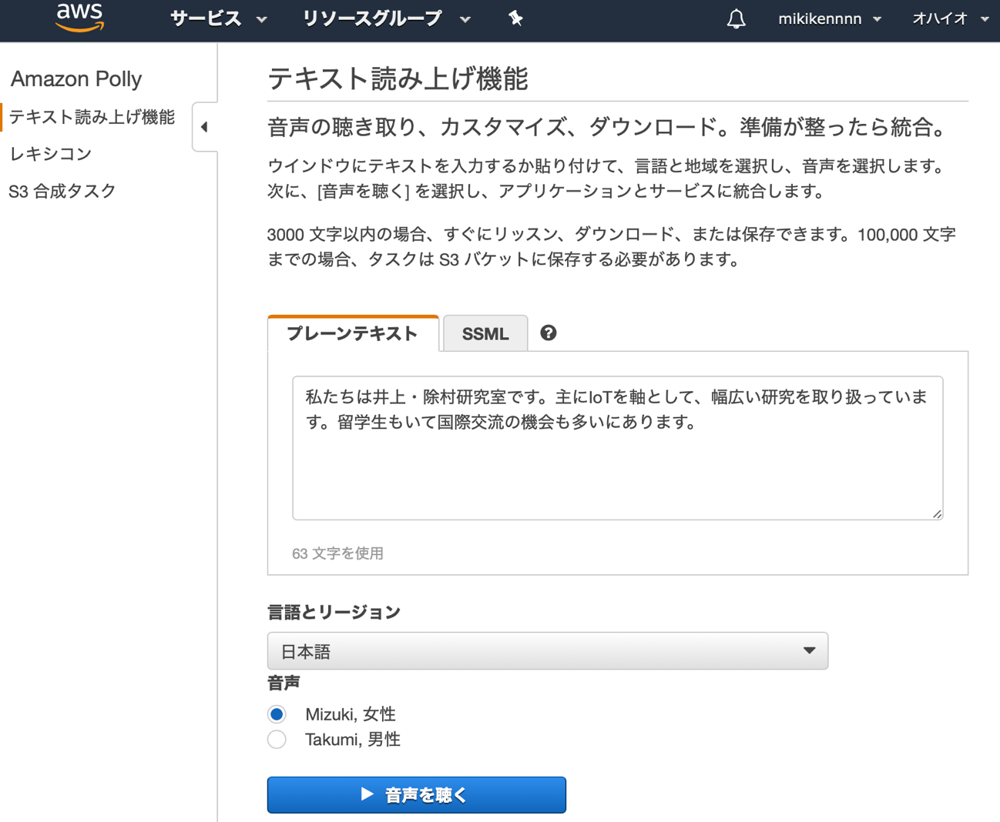 aws
サービス
リソースグループ
mikikennnn
オハイオ
Amazon Polly
テキスト読み上げ機能
レキシコン
S3 合成タスク
テキスト読み上げ機能
音声の聴き取り、カスタマイズ、ダウンロード。準備が整ったら統合。
ウインドウにテキストを入力するか貼り付けて、言語と地域を選択し、音声を選択します。
次に、[音声を聴く] を選択し、アプリケーションとサービスに統合します。
3000 文字以内の場合、すぐにリッスン、ダウンロード、または保存できます。100,000 文字
までの場合、タスクは S3 バケットに保存する必要があります。
プレーンテキスト
SSML
?
私たちは井上・除村研究室です。主にIoTを軸として、幅広い研究を取り扱っていま
す。留学生もいて国際交流の機会も多いにあります。
63 文字を使用
言語とリージョン
日本語
音声
Mizuki, 女性
Takumi, 男性
音声を聴く